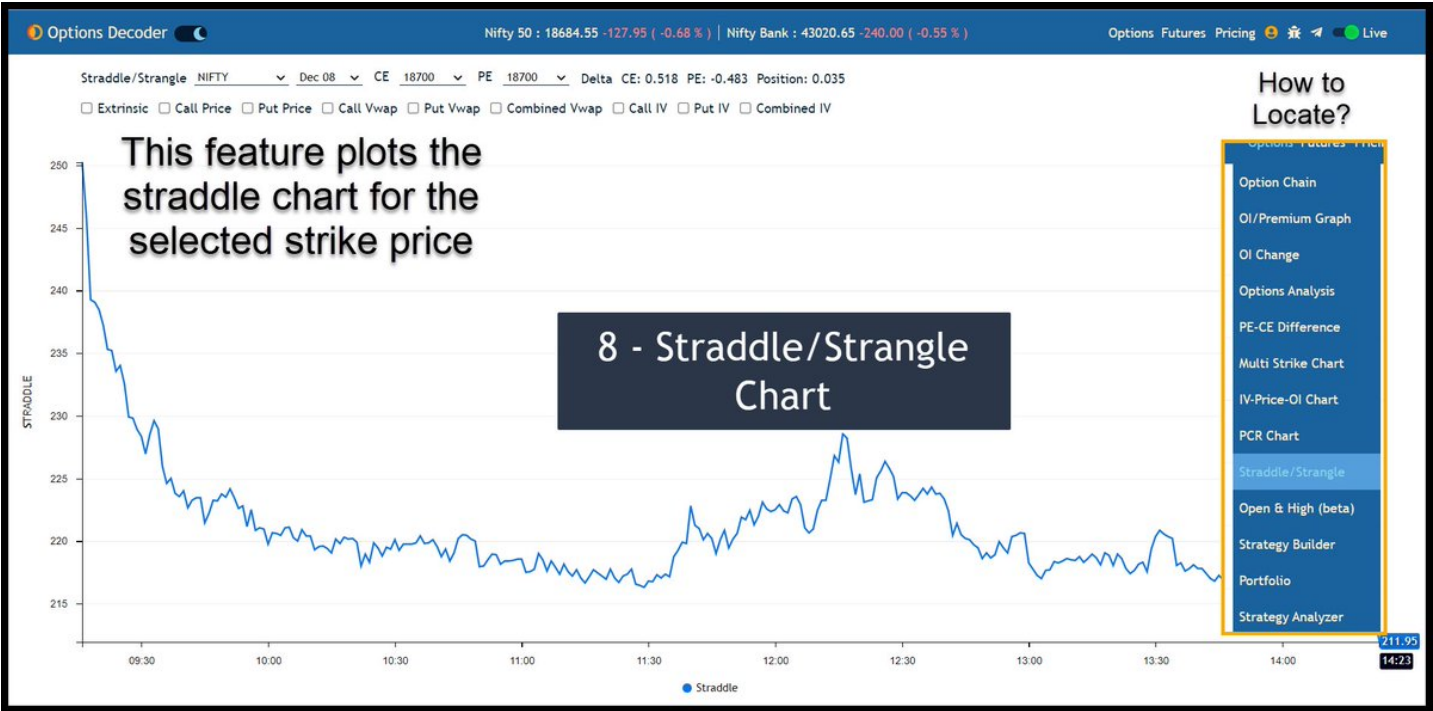 Options Decoder
Nifty 50 : 18684.55 -127.95 ( -0.68 % ) | Nifty Bank : 43020.65 -240.00 ( -0.55 % )
Options Futures Pricing Live
Straddle/Strangle NIFTY Dec 08 CE 18700 PE 18700 Delta CE: 0.518 PE: -0.483 Position: 0.035
Extrinsic Call Price Put Price Call Vwap Put Vwap Combined Vwap Call IV Put IV Combined IV
How to
Locate?
This feature plots the
straddle chart for the
selected strike price
8 - Straddle/Strangle
Chart
Options Futures
Option Chain
OI/Premium Graph
OI Change
Options Analysis
PE-CE Difference
Multi Strike Chart
IV-Price-OI Chart
PCR Chart
Straddle/Strangle
Open & High (beta)
Strategy Builder
Portfolio
Strategy Analyzer
STRADDLE
250
245
240
235
230
225
220
215
211.95
09:30 10:00 10:30 11:00 11:30 12:00 12:30 13:00 13:30 14:00 14:23
Straddle